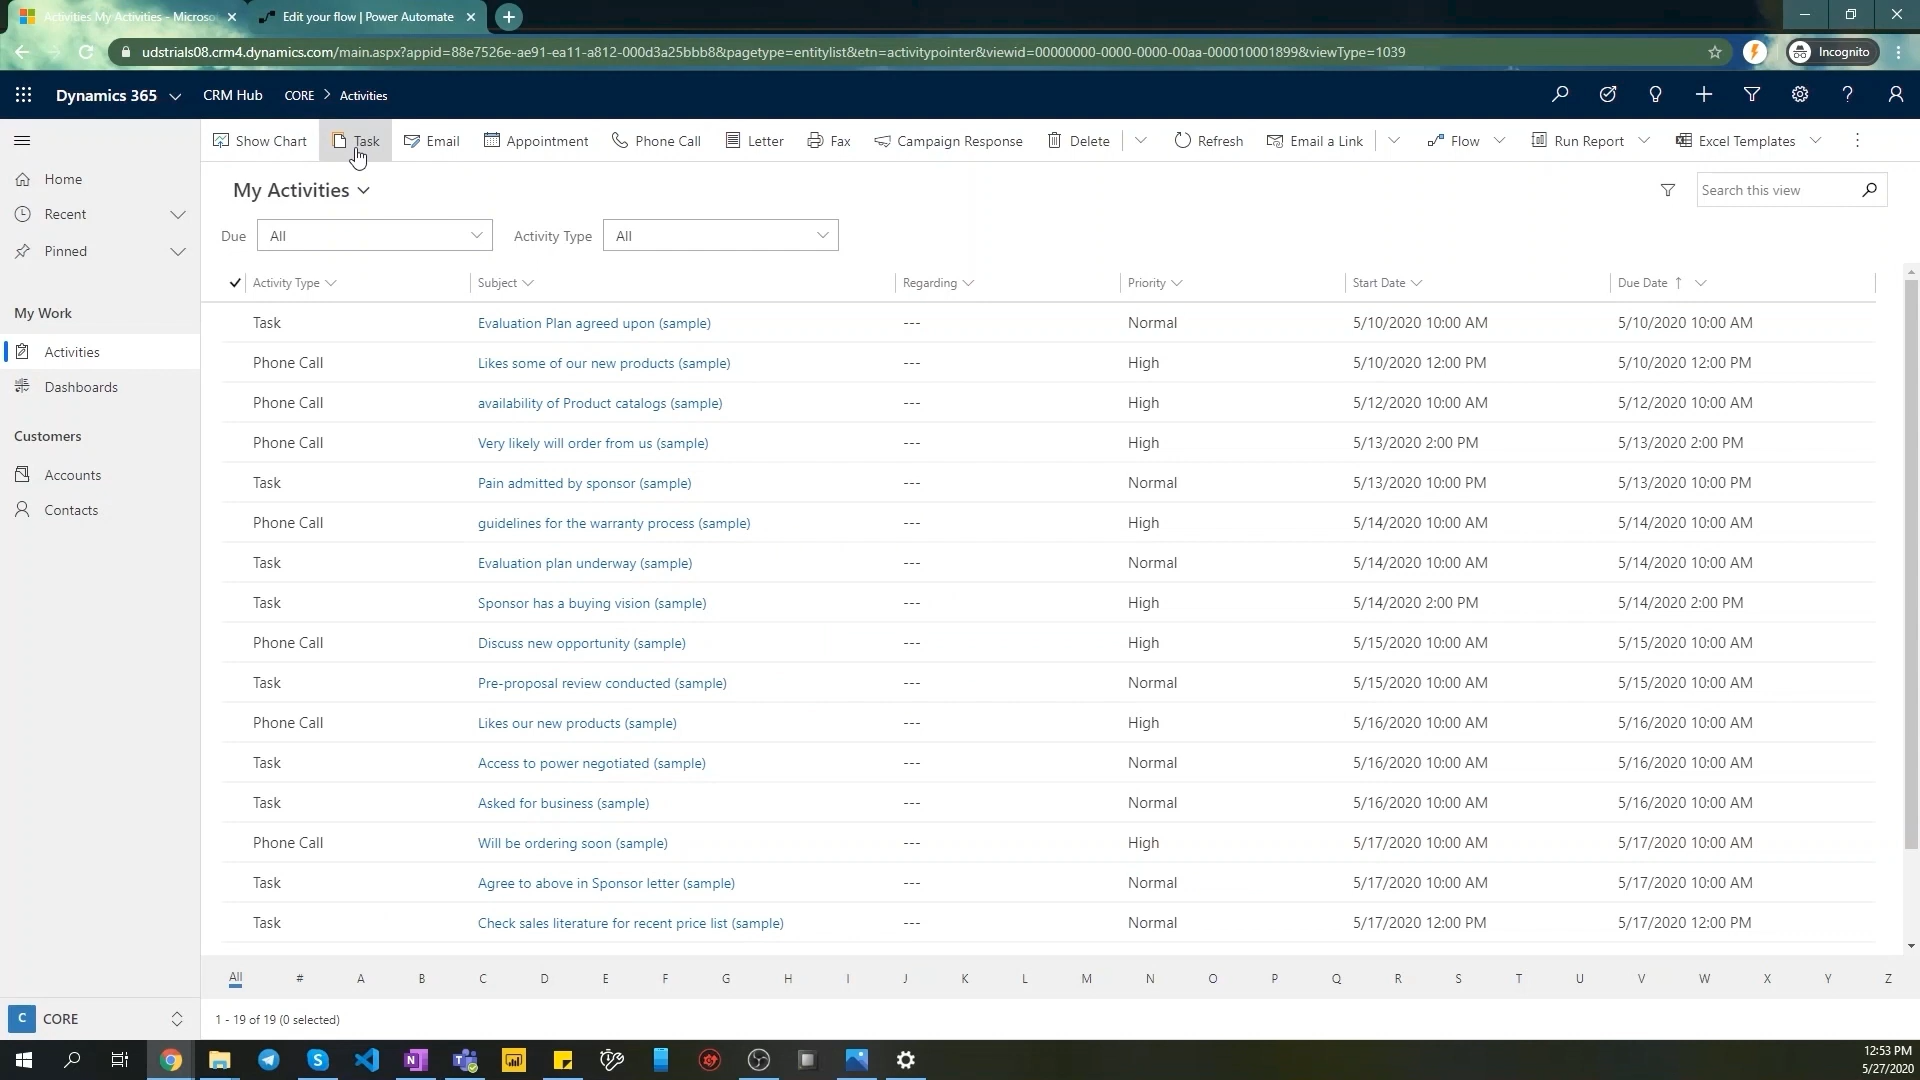 Activities My Activities - Microso
Edit your flow | Power Automate
udstrials08.crm4.dynamics.com/main.aspx?appid=88e7526e-ae91-ea11-a812-000d3a25bbb8&pagetype=entitylist&etn=activitypointer&viewid=00000000-0000-0000-00aa-000010001899&viewType=1039
Incognito
Dynamics 365 CRM Hub CORE > Activities
Show Chart Task Email Appointment Phone Call Letter Fax Campaign Response Delete Refresh Email a Link Flow Run Report Excel Templates
Home
Recent
Pinned
My Work
Activities
Dashboards
Customers
Accounts
Contacts
C CORE
My Activities
Search this view
Due All Activity Type All
Activity Type Subject Regarding Priority Start Date Due Date ↑
Task Evaluation Plan agreed upon (sample) --- Normal 5/10/2020 10:00 AM 5/10/2020 10:00 AM
Phone Call Likes some of our new products (sample) --- High 5/10/2020 12:00 PM 5/10/2020 12:00 PM
Phone Call availability of Product catalogs (sample) --- High 5/12/2020 10:00 AM 5/12/2020 10:00 AM
Phone Call Very likely will order from us (sample) --- High 5/13/2020 2:00 PM 5/13/2020 2:00 PM
Task Pain admitted by sponsor (sample) --- Normal 5/13/2020 10:00 PM 5/13/2020 10:00 PM
Phone Call guidelines for the warranty process (sample) --- High 5/14/2020 10:00 AM 5/14/2020 10:00 AM
Task Evaluation plan underway (sample) --- Normal 5/14/2020 10:00 AM 5/14/2020 10:00 AM
Task Sponsor has a buying vision (sample) --- High 5/14/2020 2:00 PM 5/14/2020 2:00 PM
Phone Call Discuss new opportunity (sample) --- High 5/15/2020 10:00 AM 5/15/2020 10:00 AM
Task Pre-proposal review conducted (sample) --- Normal 5/15/2020 10:00 AM 5/15/2020 10:00 AM
Phone Call Likes our new products (sample) --- High 5/16/2020 10:00 AM 5/16/2020 10:00 AM
Task Access to power negotiated (sample) --- Normal 5/16/2020 10:00 AM 5/16/2020 10:00 AM
Task Asked for business (sample) --- Normal 5/16/2020 10:00 AM 5/16/2020 10:00 AM
Phone Call Will be ordering soon (sample) --- High 5/17/2020 10:00 AM 5/17/2020 10:00 AM
Task Agree to above in Sponsor letter (sample) --- Normal 5/17/2020 10:00 AM 5/17/2020 10:00 AM
Task Check sales literature for recent price list (sample) --- Normal 5/17/2020 12:00 PM 5/17/2020 12:00 PM
All # A B C D E F G H I J K L M N O P Q R S T U V W X Y Z
1 - 19 of 19 (0 selected)
12:53 PM
5/27/2020